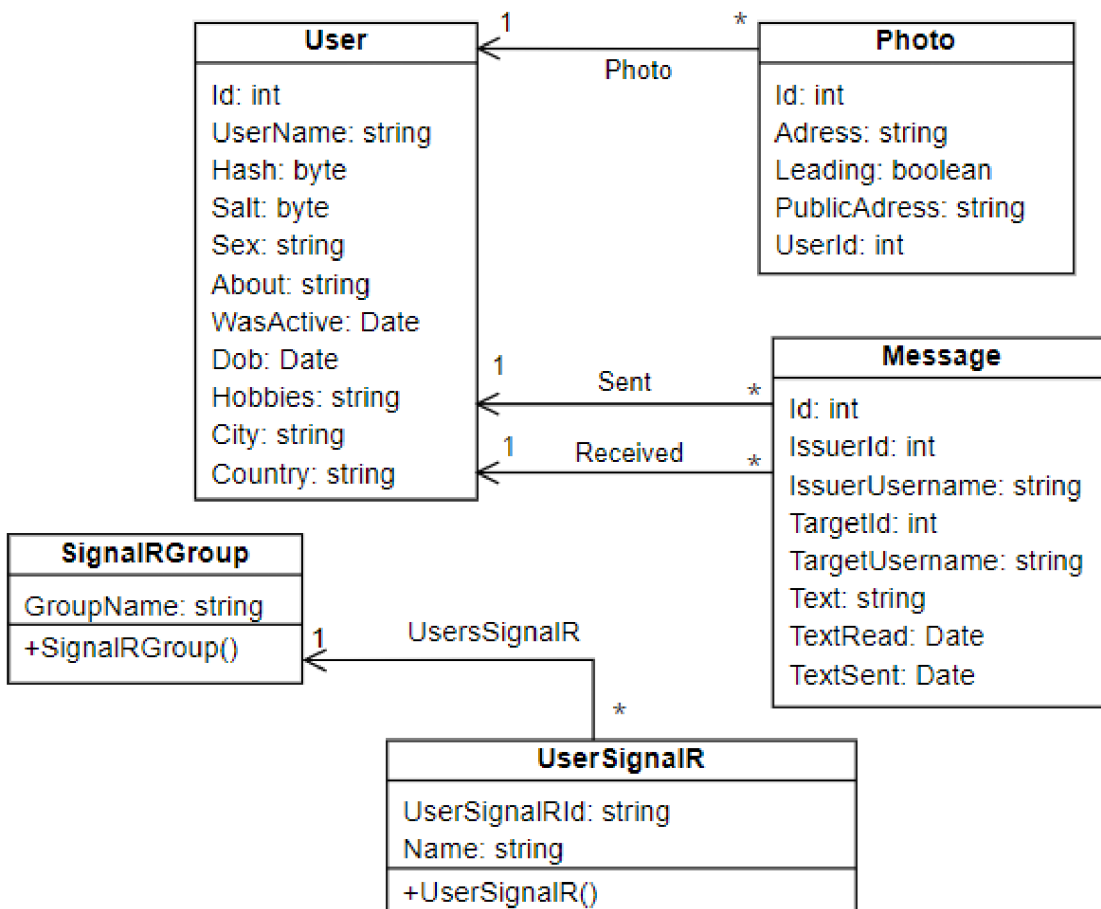 User
Id: int
UserName: string
Hash: byte
Salt: byte
Sex: string
About: string
WasActive: Date
Dob: Date
Hobbies: string
City: string
Country: string
1
*
Photo
Photo
Id: int
Adress: string
Leading: boolean
PublicAdress: string
UserId: int
1
Sent
*
1
Received
*
Message
Id: int
IssuerId: int
IssuerUsername: string
TargetId: int
TargetUsername: string
Text: string
TextRead: Date
TextSent: Date
SignalRGroup
GroupName: string
+SignalRGroup()
1
UsersSignalR
*
UserSignalR
UserSignalRId: string
Name: string
+UserSignalR()